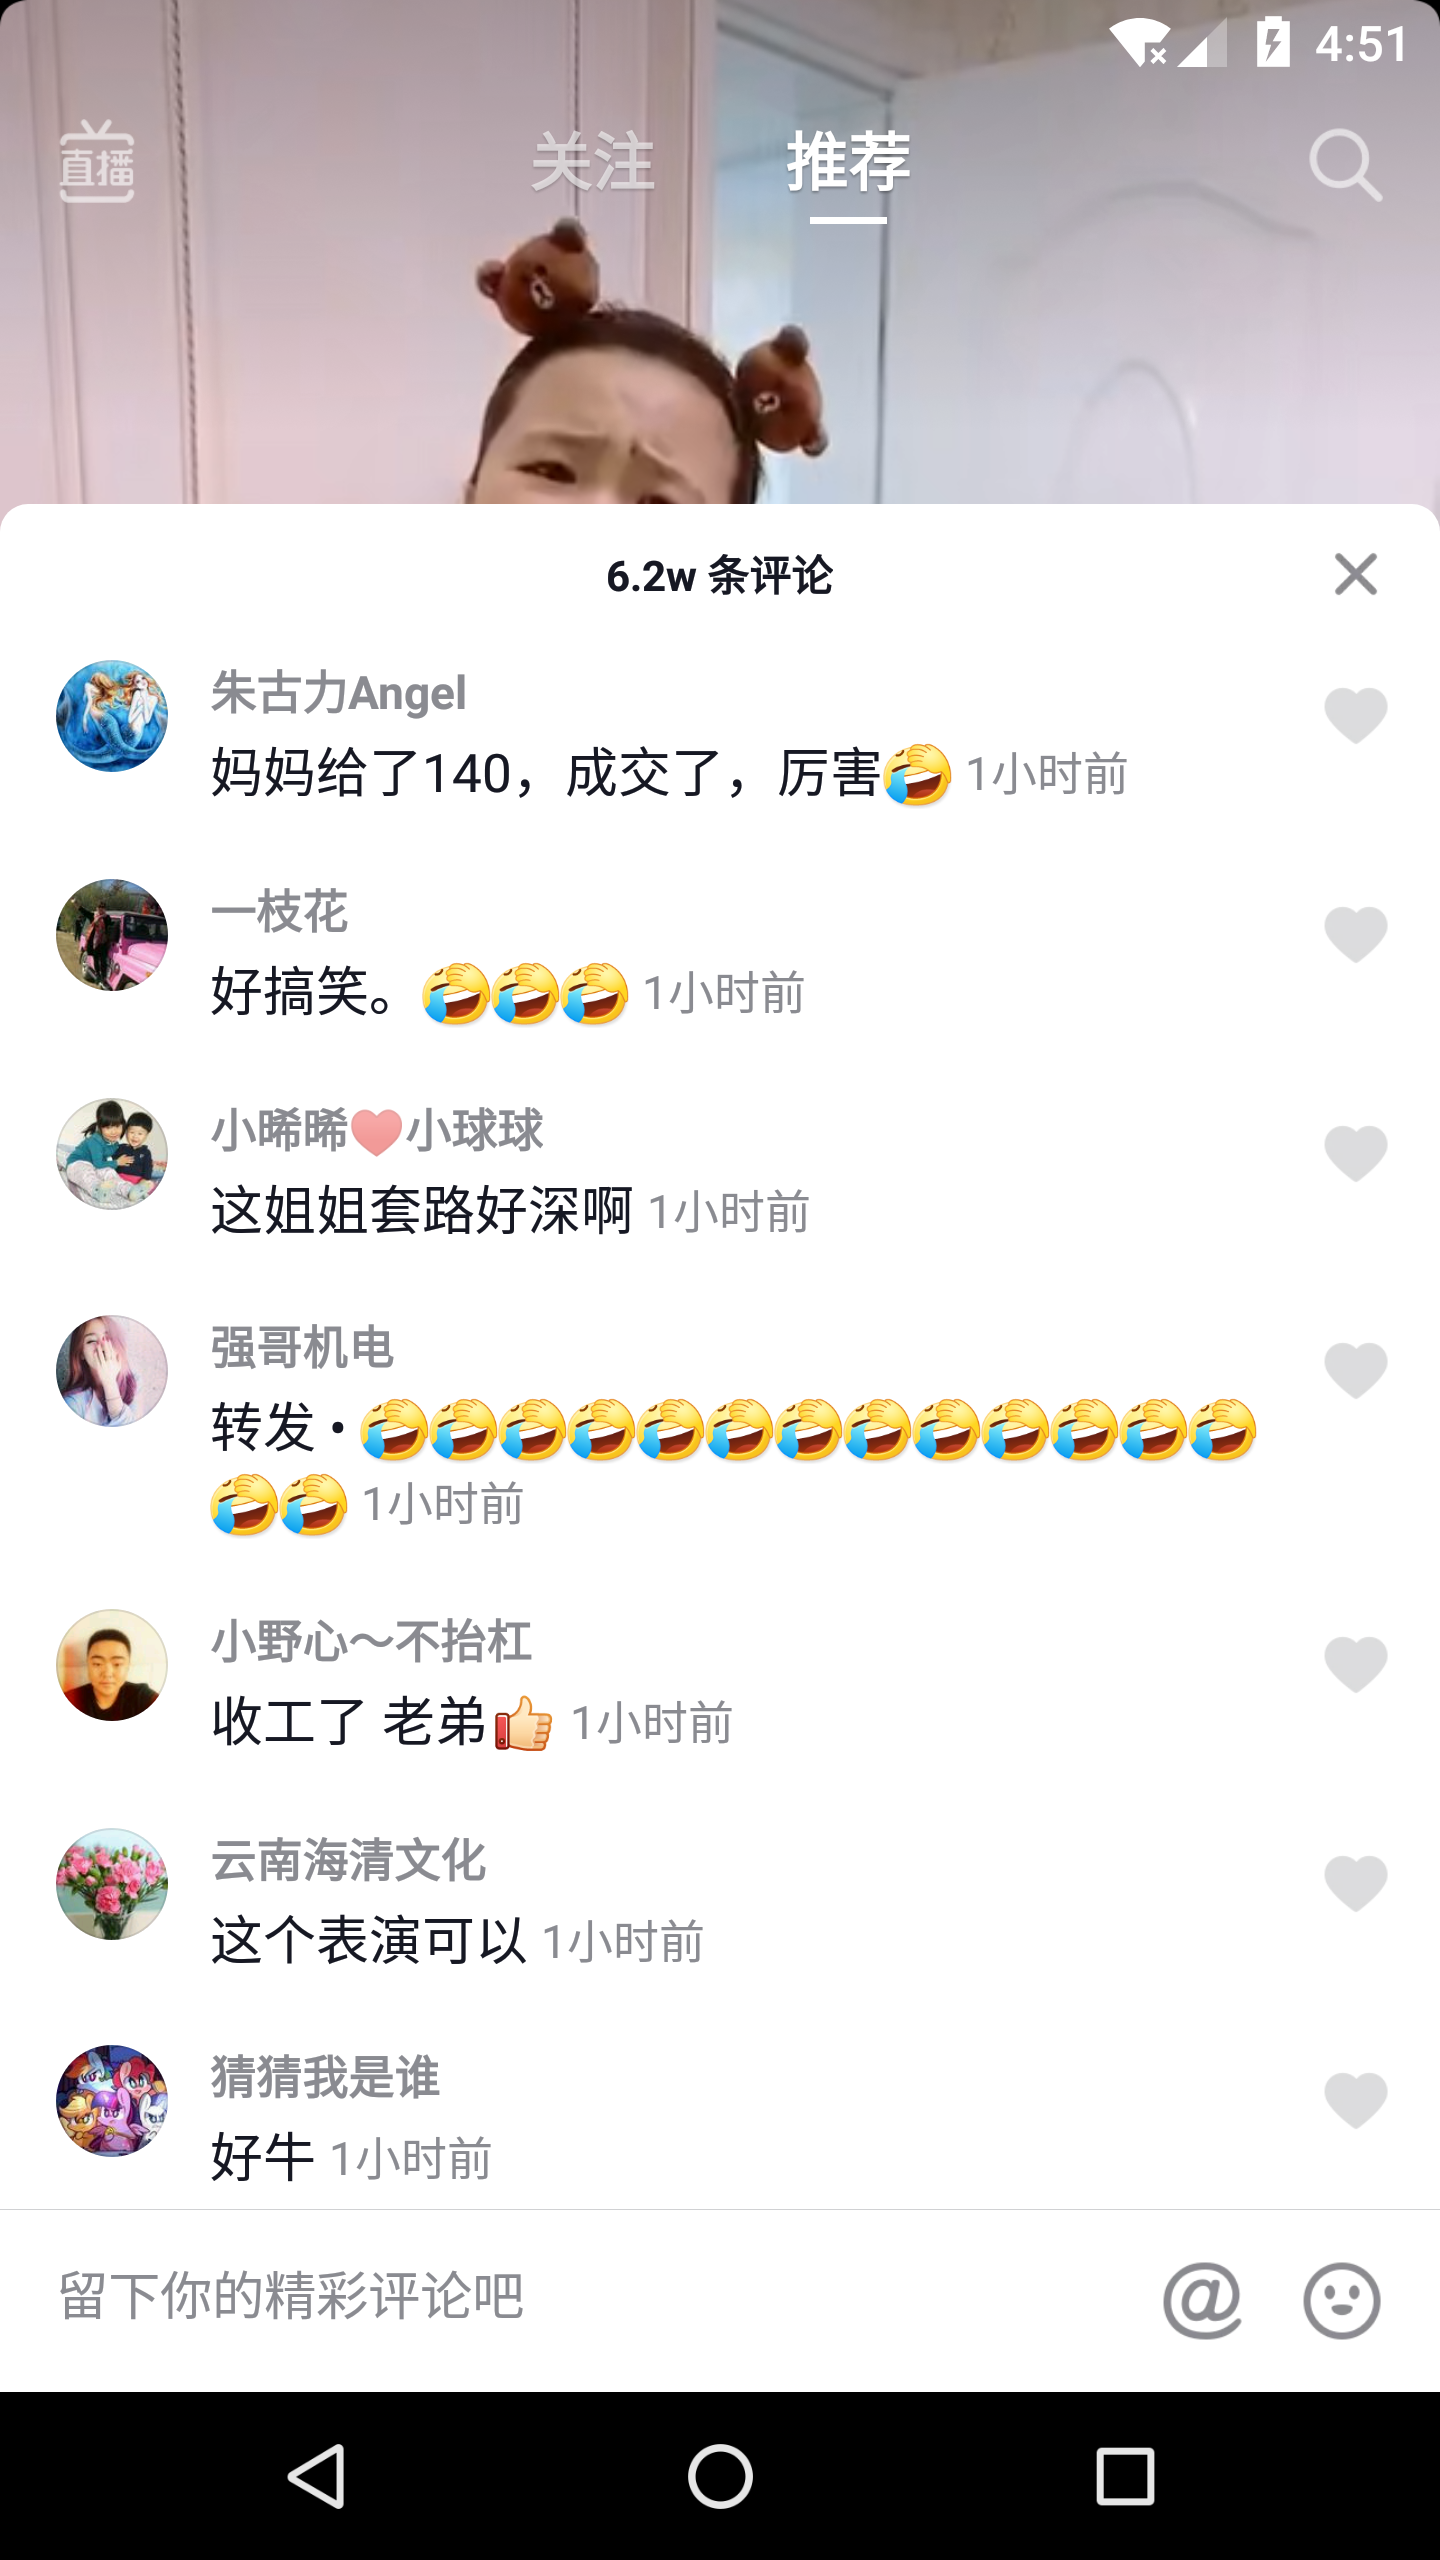 4:51
直播
关注
推荐
6.2w 条评论
朱古力Angel
妈妈给了140，成交了，厉害🤣 1小时前
一枝花
好搞笑。🤣🤣🤣 1小时前
小晞晞❤小球球
这姐姐套路好深啊 1小时前
强哥机电
转发 • 🤣🤣🤣🤣🤣🤣🤣🤣🤣🤣🤣🤣🤣
🤣🤣 1小时前
小野心～不抬杠
收工了 老弟👍 1小时前
云南海清文化
这个表演可以 1小时前
猜猜我是谁
好牛 1小时前
留下你的精彩评论吧